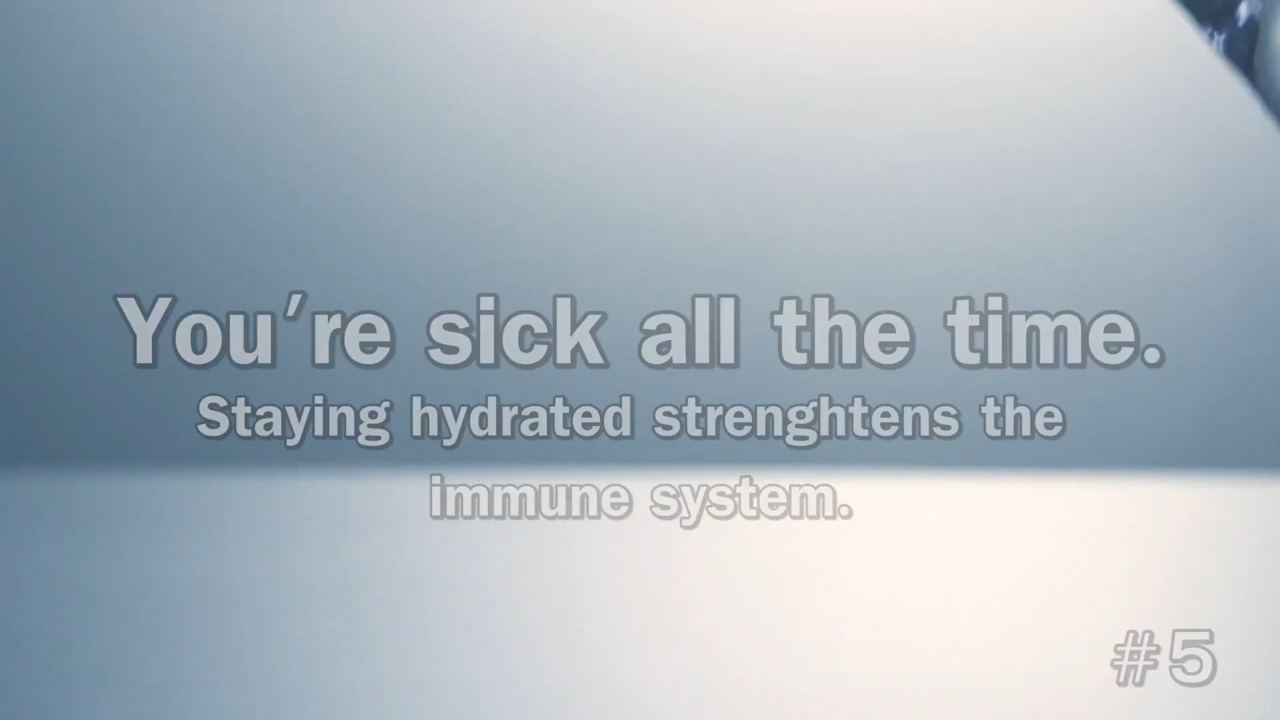 You're sick all the time.
Staying hydrated strenghtens the
immune system.
#5